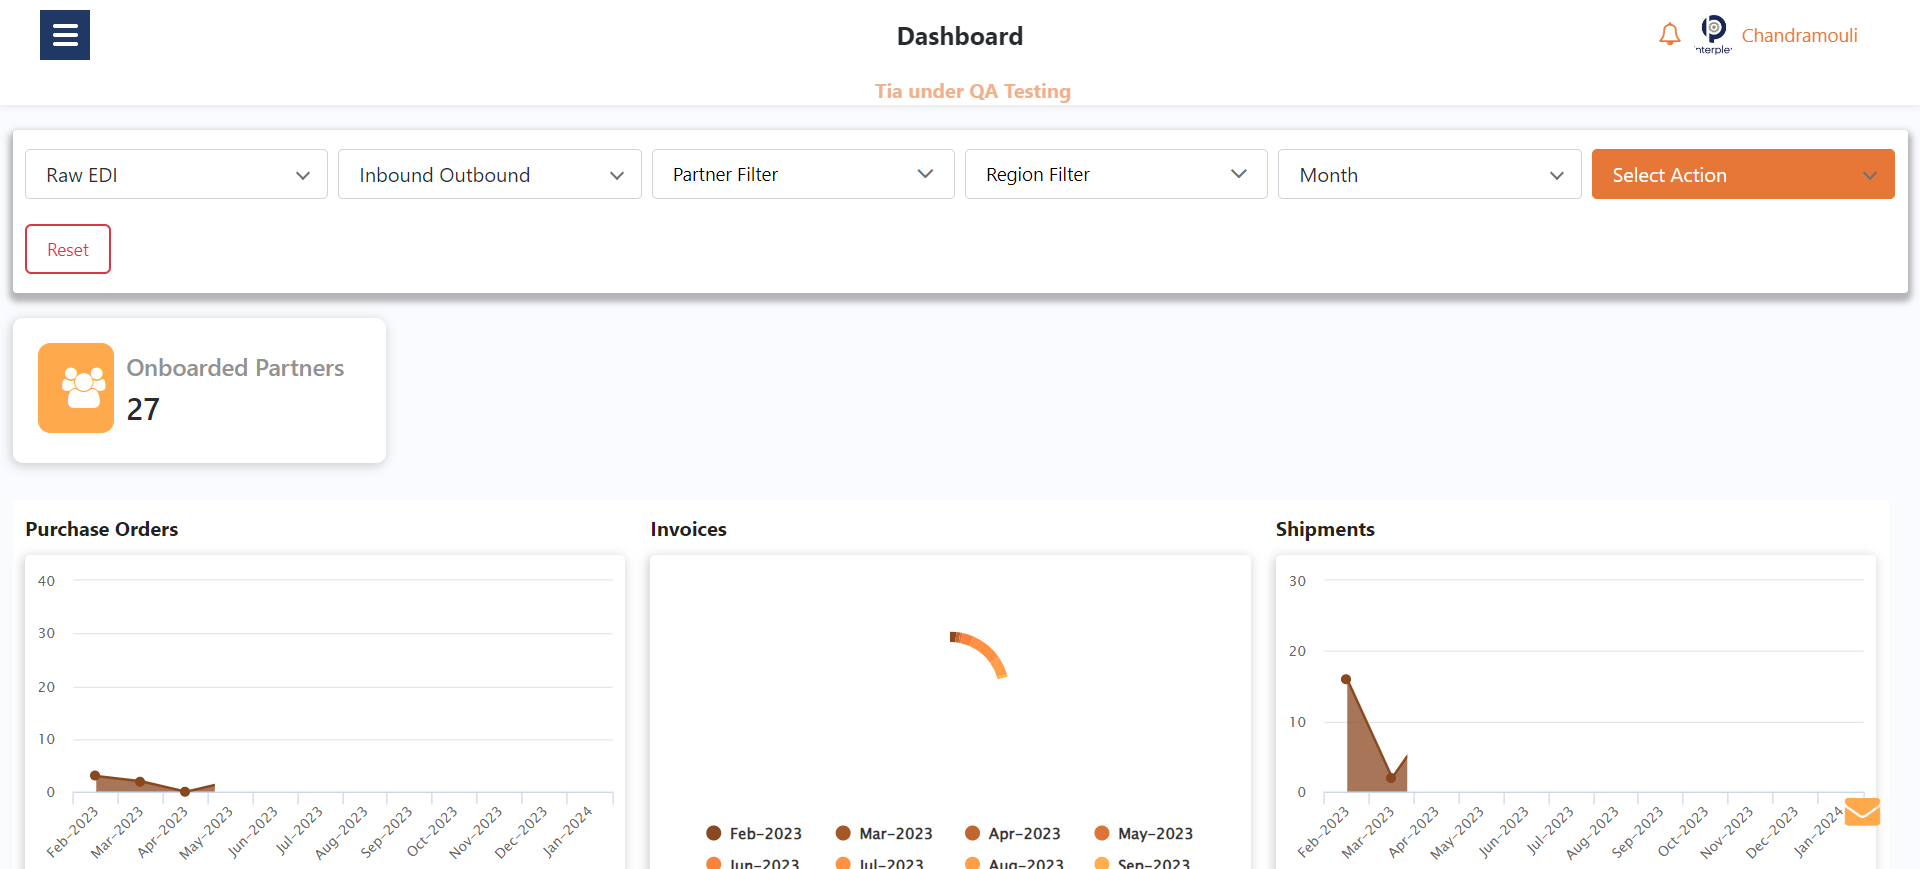 Dashboard
Chandramouli
Tia under QA Testing
Raw EDI
Inbound Outbound
Partner Filter
Region Filter
Month
Select Action
Reset
Onboarded Partners
27
Purchase Orders
40
30
20
10
0
Feb-2023
Mar-2023
Apr-2023
May-2023
Jun-2023
Jul-2023
Aug-2023
Sep-2023
Oct-2023
Nov-2023
Dec-2023
Jan-2024
Invoices
Feb-2023
Mar-2023
Apr-2023
May-2023
Jun-2023
Jul-2023
Aug-2023
Sep-2023
Shipments
30
20
10
0
Feb-2023
Mar-2023
Apr-2023
May-2023
Jun-2023
Jul-2023
Aug-2023
Sep-2023
Oct-2023
Nov-2023
Dec-2023
Jan-2024